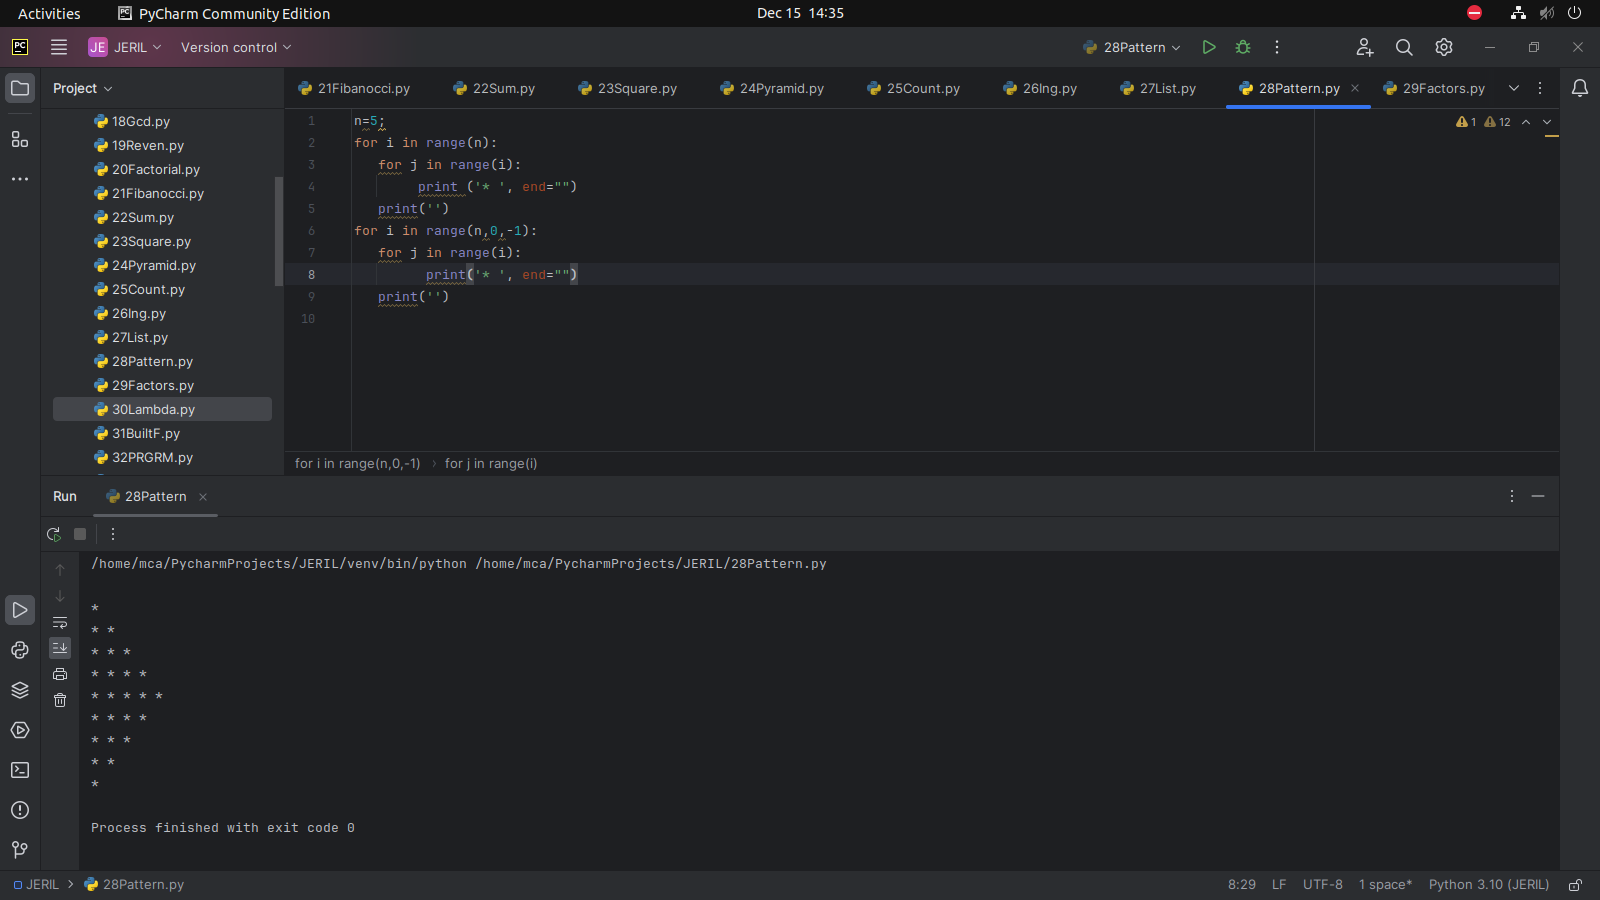 Activities PyCharm Community Edition Dec 15 14:35
PC JE JERIL Version control 28Pattern
Project 21Fibanocci.py 22Sum.py 23Square.py 24Pyramid.py 25Count.py 26Ing.py 27List.py 28Pattern.py 29Factors.py
18Gcd.py
19Reven.py
20Factorial.py
21Fibanocci.py
22Sum.py
23Square.py
24Pyramid.py
25Count.py
26Ing.py
27List.py
28Pattern.py
29Factors.py
30Lambda.py
31BuiltF.py
32PRGRM.py
1 n=5; 1 12
2 for i in range(n):
3 for j in range(i):
4 print ('* ', end="")
5 print('')
6 for i in range(n,0,-1):
7 for j in range(i):
8 print('* ', end="")
9 print('')
10
for i in range(n,0,-1) › for j in range(i)
Run 28Pattern
/home/mca/PycharmProjects/JERIL/venv/bin/python /home/mca/PycharmProjects/JERIL/28Pattern.py
*
* *
* * *
* * * *
* * * * *
* * * *
* * *
* *
*
Process finished with exit code 0
JERIL > 28Pattern.py 8:29 LF UTF-8 1 space* Python 3.10 (JERIL)